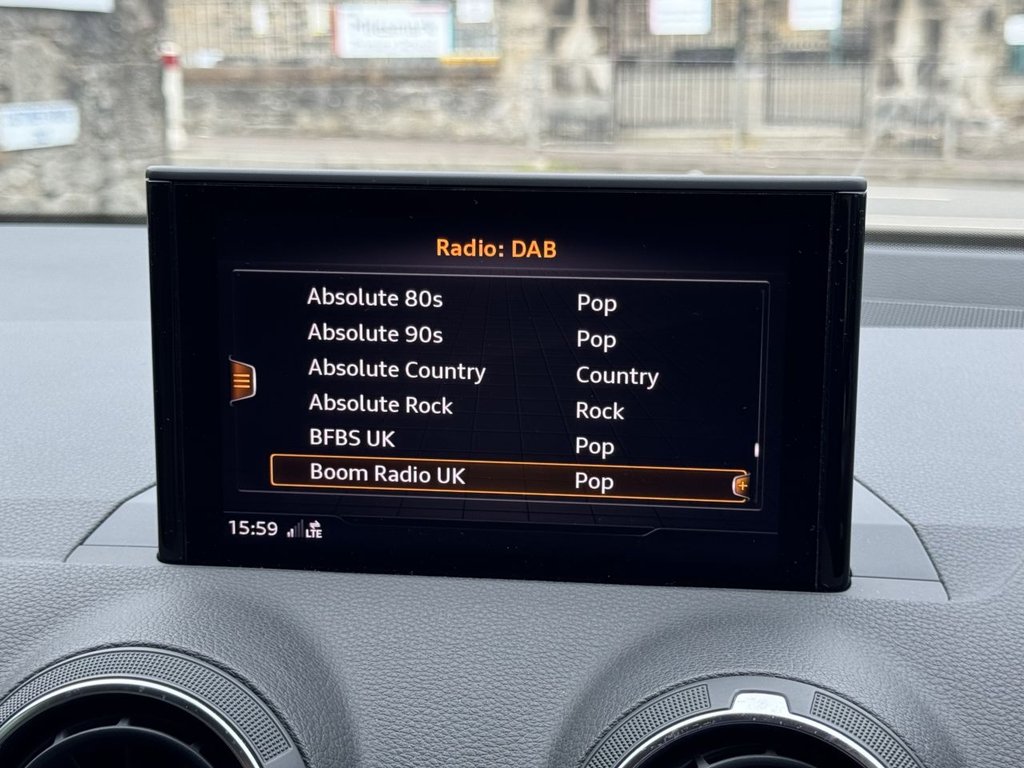 Radio: DAB
Absolute 80s Pop
Absolute 90s Pop
Absolute Country Country
Absolute Rock Rock
BFBS UK Pop
Boom Radio UK Pop
15:59 LTE